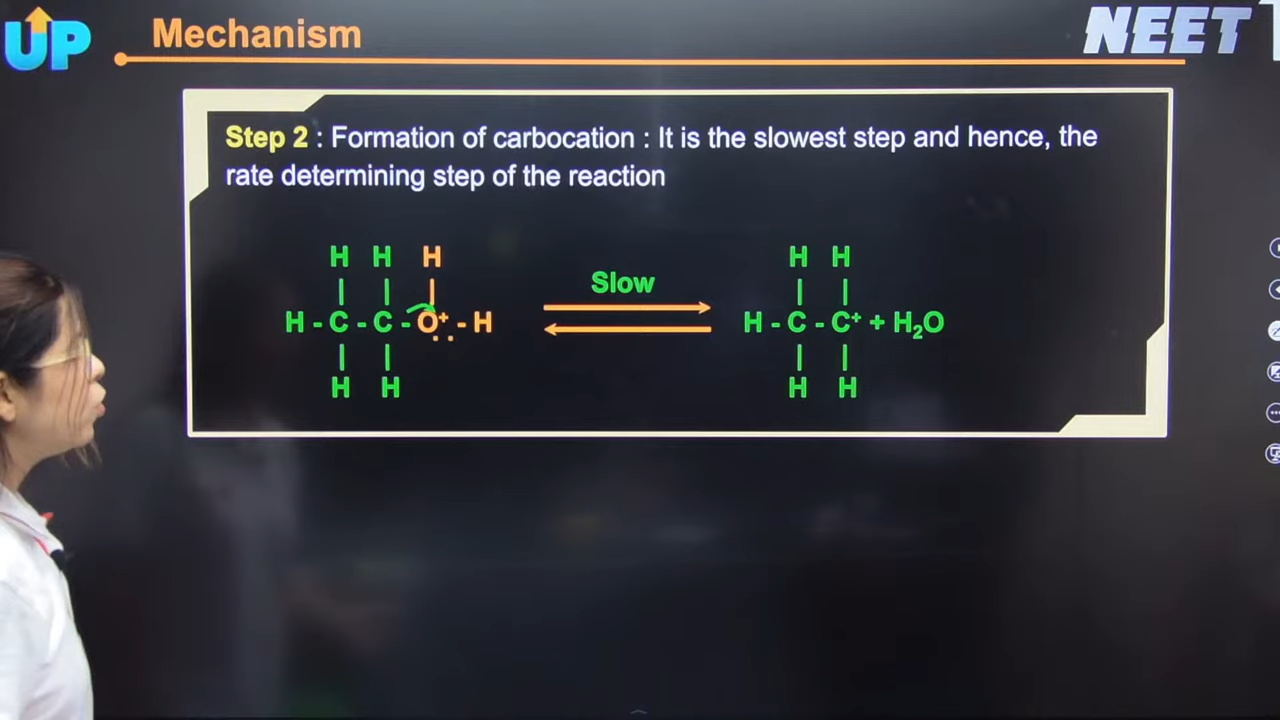 UP
Mechanism
NEET
Step 2 : Formation of carbocation : It is the slowest step and hence, the
rate determining step of the reaction
H H H
| | |
H - C - C - O⁺ - H
| |
H H
Slow
H H
| |
H - C - C⁺ + H₂O
| |
H H